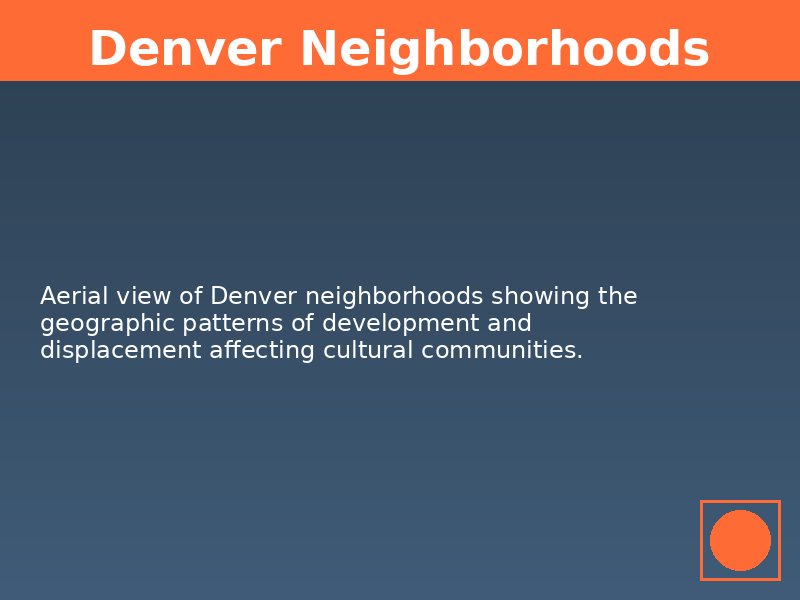 Denver Neighborhoods
Aerial view of Denver neighborhoods showing the
geographic patterns of development and
displacement affecting cultural communities.